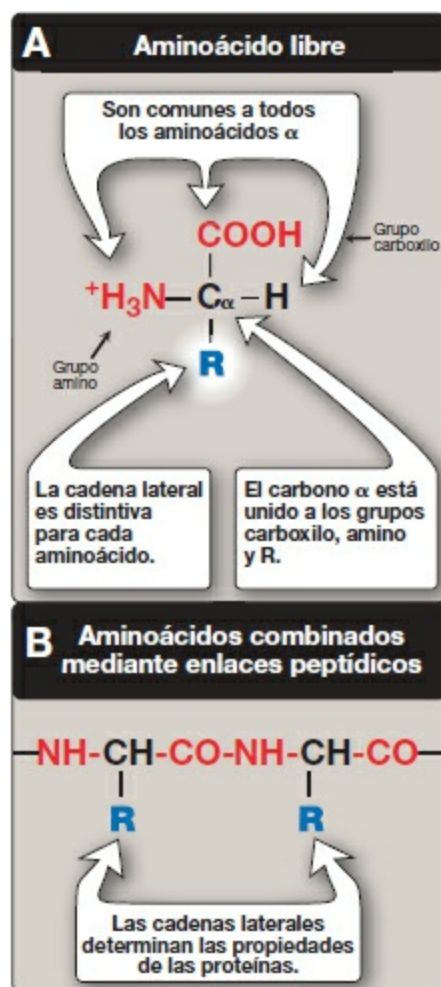 A Aminoácido libre
Son comunes a todos
los aminoácidos α
COOH
Grupo
carboxilo
⁺H₃N—Cα—H
Grupo
amino
R
La cadena lateral
es distintiva
para cada
aminoácido.
El carbono α está
unido a los grupos
carboxilo, amino
y R.
B Aminoácidos combinados
mediante enlaces peptídicos
—NH-CH-CO-NH-CH-CO—
R R
Las cadenas laterales
determinan las propiedades
de las proteínas.